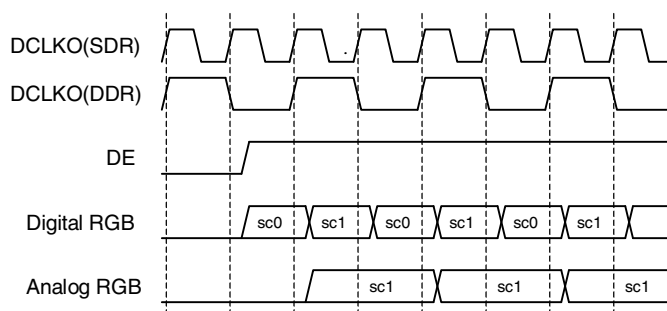 DCLKO(SDR)
DCLKO(DDR)
DE
Digital RGB sc0 sc1 sc0 sc1 sc0 sc1
Analog RGB sc1 sc1 sc1